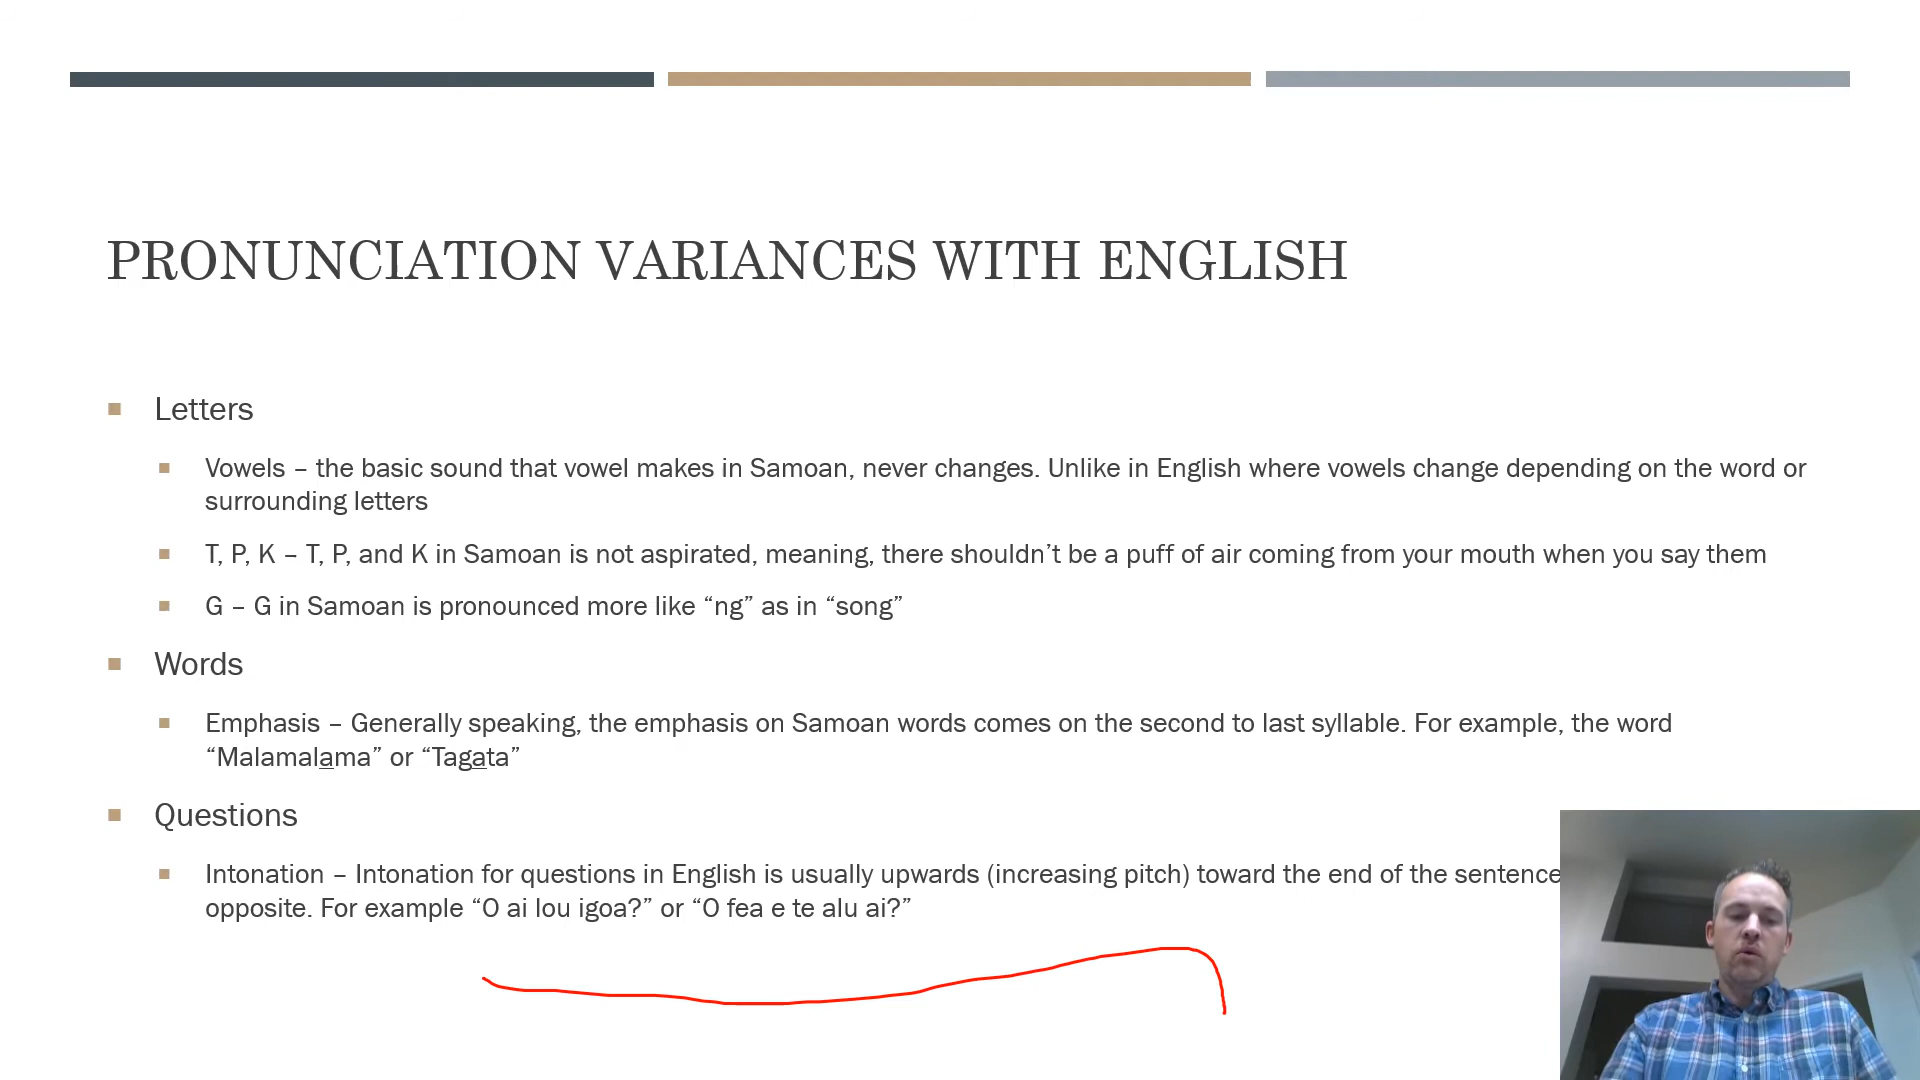 PRONUNCIATION VARIANCES WITH ENGLISH
Letters
Vowels – the basic sound that vowel makes in Samoan, never changes. Unlike in English where vowels change depending on the word or
surrounding letters
T, P, K – T, P, and K in Samoan is not aspirated, meaning, there shouldn’t be a puff of air coming from your mouth when you say them
G – G in Samoan is pronounced more like “ng” as in “song”
Words
Emphasis – Generally speaking, the emphasis on Samoan words comes on the second to last syllable. For example, the word
“Malamalama” or “Tagata”
Questions
Intonation – Intonation for questions in English is usually upwards (increasing pitch) toward the end of the sentence
opposite. For example “O ai lou igoa?” or “O fea e te alu ai?”